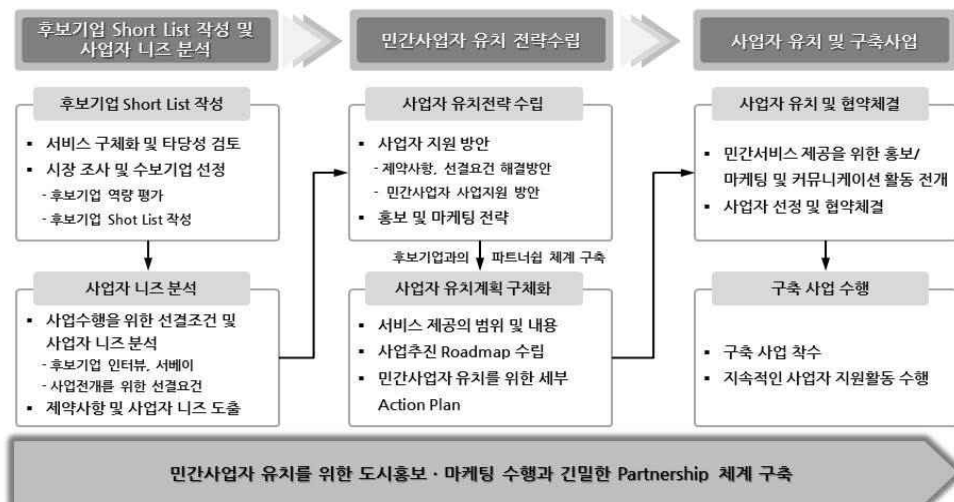 후보기업 Short List 작성 및
사업자 니즈 분석
민간사업자 유치 전략수립
사업자 유치 및 구축사업
후보기업 Short List 작성
▪ 서비스 구체화 및 타당성 검토
▪ 시장 조사 및 수보기업 선정
- 후보기업 역량 평가
- 후보기업 Shot List 작성
사업자 니즈 분석
▪ 사업수행을 위한 선결조건 및
사업자 니즈 분석
- 후보기업 인터뷰, 서베이
- 사업전개를 위한 선결요건
▪ 제약사항 및 사업자 니즈 도출
사업자 유치전략 수립
▪ 사업자 지원 방안
- 제약사항, 선결요건 해결방안
- 민간사업자 사업지원 방안
▪ 홍보 및 마케팅 전략
후보기업과의 파트너쉽 체계 구축
사업자 유치계획 구체화
▪ 서비스 제공의 범위 및 내용
▪ 사업추진 Roadmap 수립
▪ 민간사업자 유치를 위한 세부
Action Plan
사업자 유치 및 협약체결
▪ 민간서비스 제공을 위한 홍보/
마케팅 및 커뮤니케이션 활동 전개
▪ 사업자 선정 및 협약체결
구축 사업 수행
▪ 구축 사업 착수
▪ 지속적인 사업자 지원활동 수행
민간사업자 유치를 위한 도시홍보 · 마케팅 수행과 긴밀한 Partnership 체계 구축